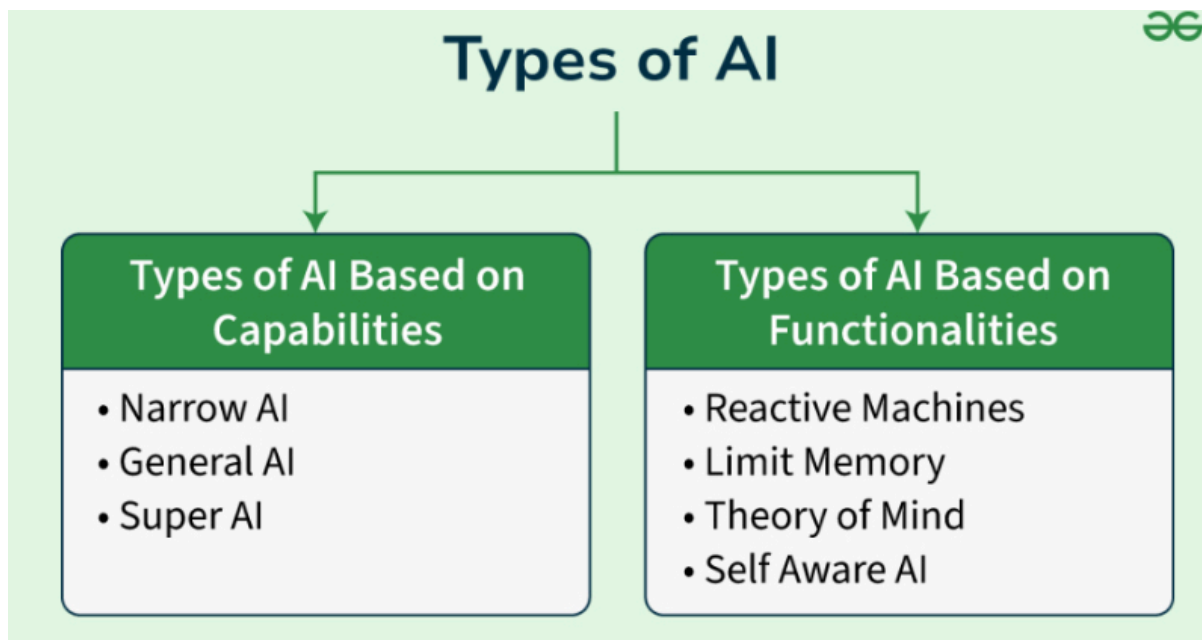 Types of AI
Types of AI Based on
Capabilities
• Narrow AI
• General AI
• Super AI
Types of AI Based on
Functionalities
• Reactive Machines
• Limit Memory
• Theory of Mind
• Self Aware AI